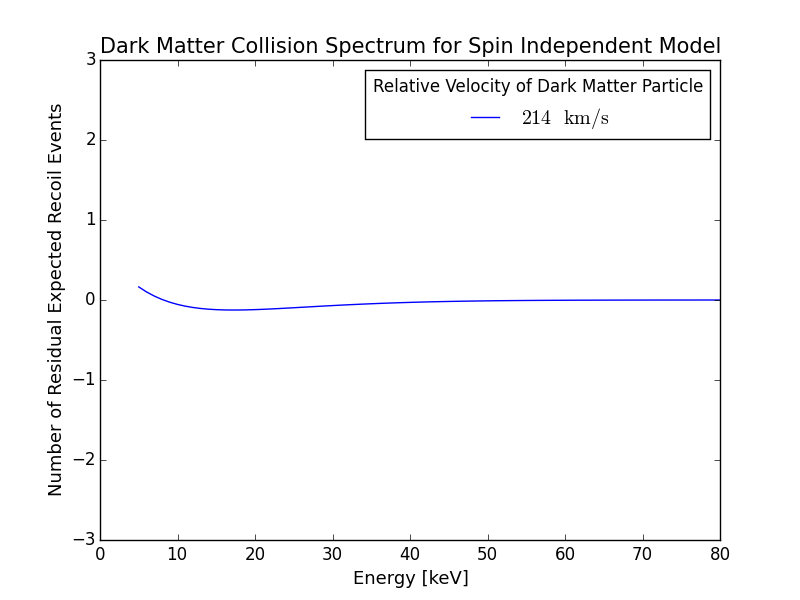 Dark Matter Collision Spectrum for Spin Independent Model
Relative Velocity of Dark Matter Particle
214 km/s
Number of Residual Expected Recoil Events
3
2
1
0
−1
−2
−3
0 10 20 30 40 50 60 70 80
Energy [keV]